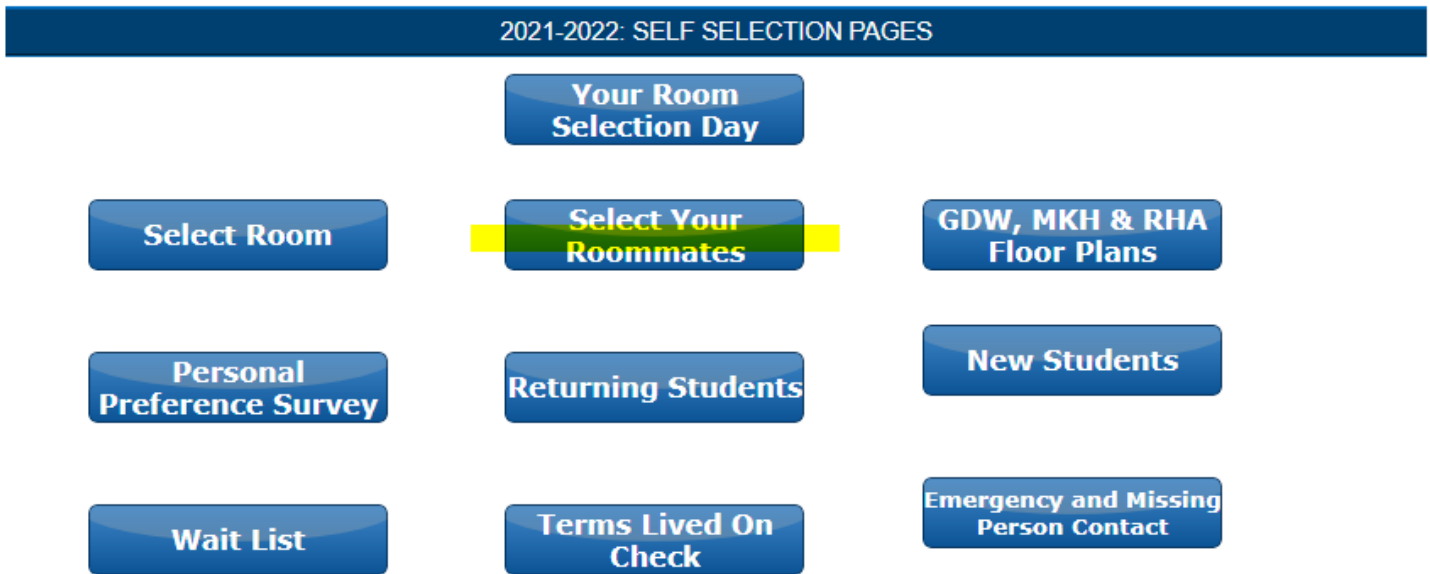 2021-2022: SELF SELECTION PAGES
Your Room
Selection Day
Select Room
Select Your
Roommates
GDW, MKH & RHA
Floor Plans
Personal
Preference Survey
Returning Students
New Students
Wait List
Terms Lived On
Check
Emergency and Missing
Person Contact